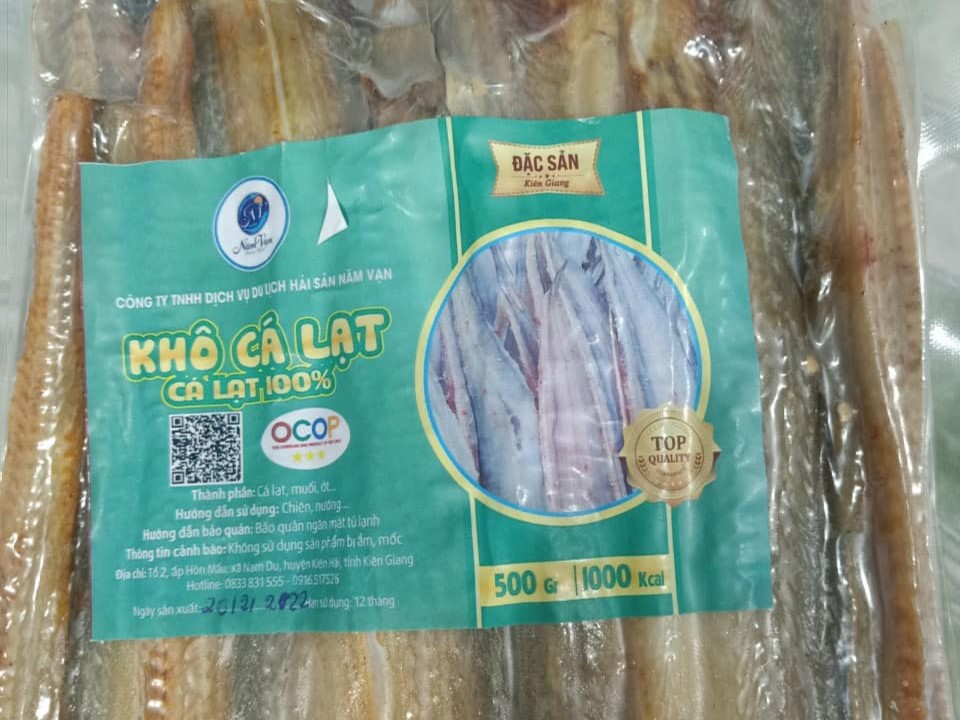 ĐẶC SẢN
Kiên Giang
Năm Vạn
CÔNG TY TNHH DỊCH VỤ DU LỊCH HẢI SẢN NĂM VẠN
KHÔ CÁ LẠT
CÁ LẠT 100%
OCOP
TOP
QUALITY
Thành phần: Cá lạt, muối, ớt...
Hướng dẫn sử dụng: Chiên, nướng...
Hướng dẫn bảo quản: Bảo quản ngăn mát tủ lạnh
Thông tin cảnh báo: Không sử dụng sản phẩm bị ẩm, mốc
Địa chỉ: Tổ 2, ấp Hòn Mấu, xã Nam Du, huyện Kiên Hải, tỉnh Kiên Giang
Hotline: 0833 831 555 - 0916.517526
Ngày sản xuất: 20/2/2022 Hạn sử dụng: 12 tháng
500 Gr | 1000 Kcal